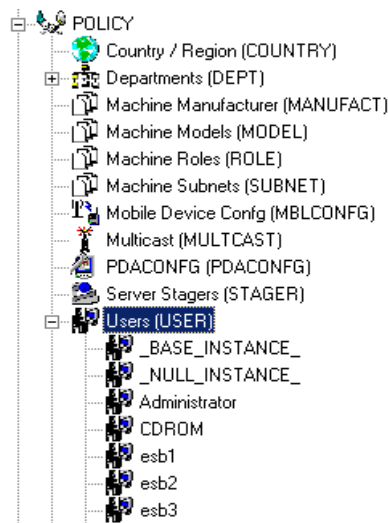 POLICY
Country / Region (COUNTRY)
Departments (DEPT)
Machine Manufacturer (MANUFACT)
Machine Models (MODEL)
Machine Roles (ROLE)
Machine Subnets (SUBNET)
Mobile Device Confg (MBLCONFG)
Multicast (MULTCAST)
PDACONFG (PDACONFG)
Server Stagers (STAGER)
Users (USER)
_BASE_INSTANCE_
_NULL_INSTANCE_
Administrator
CDROM
esb1
esb2
esb3